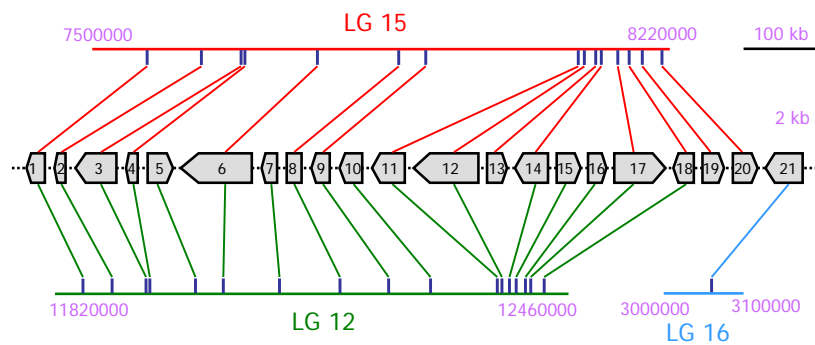 LG 15
7500000 8220000 100 kb
2 kb
1 2 3 4 5 6 7 8 9 10 11 12 13 14 15 16 17 18 19 20 21
11820000 12460000 3000000 3100000
LG 12 LG 16